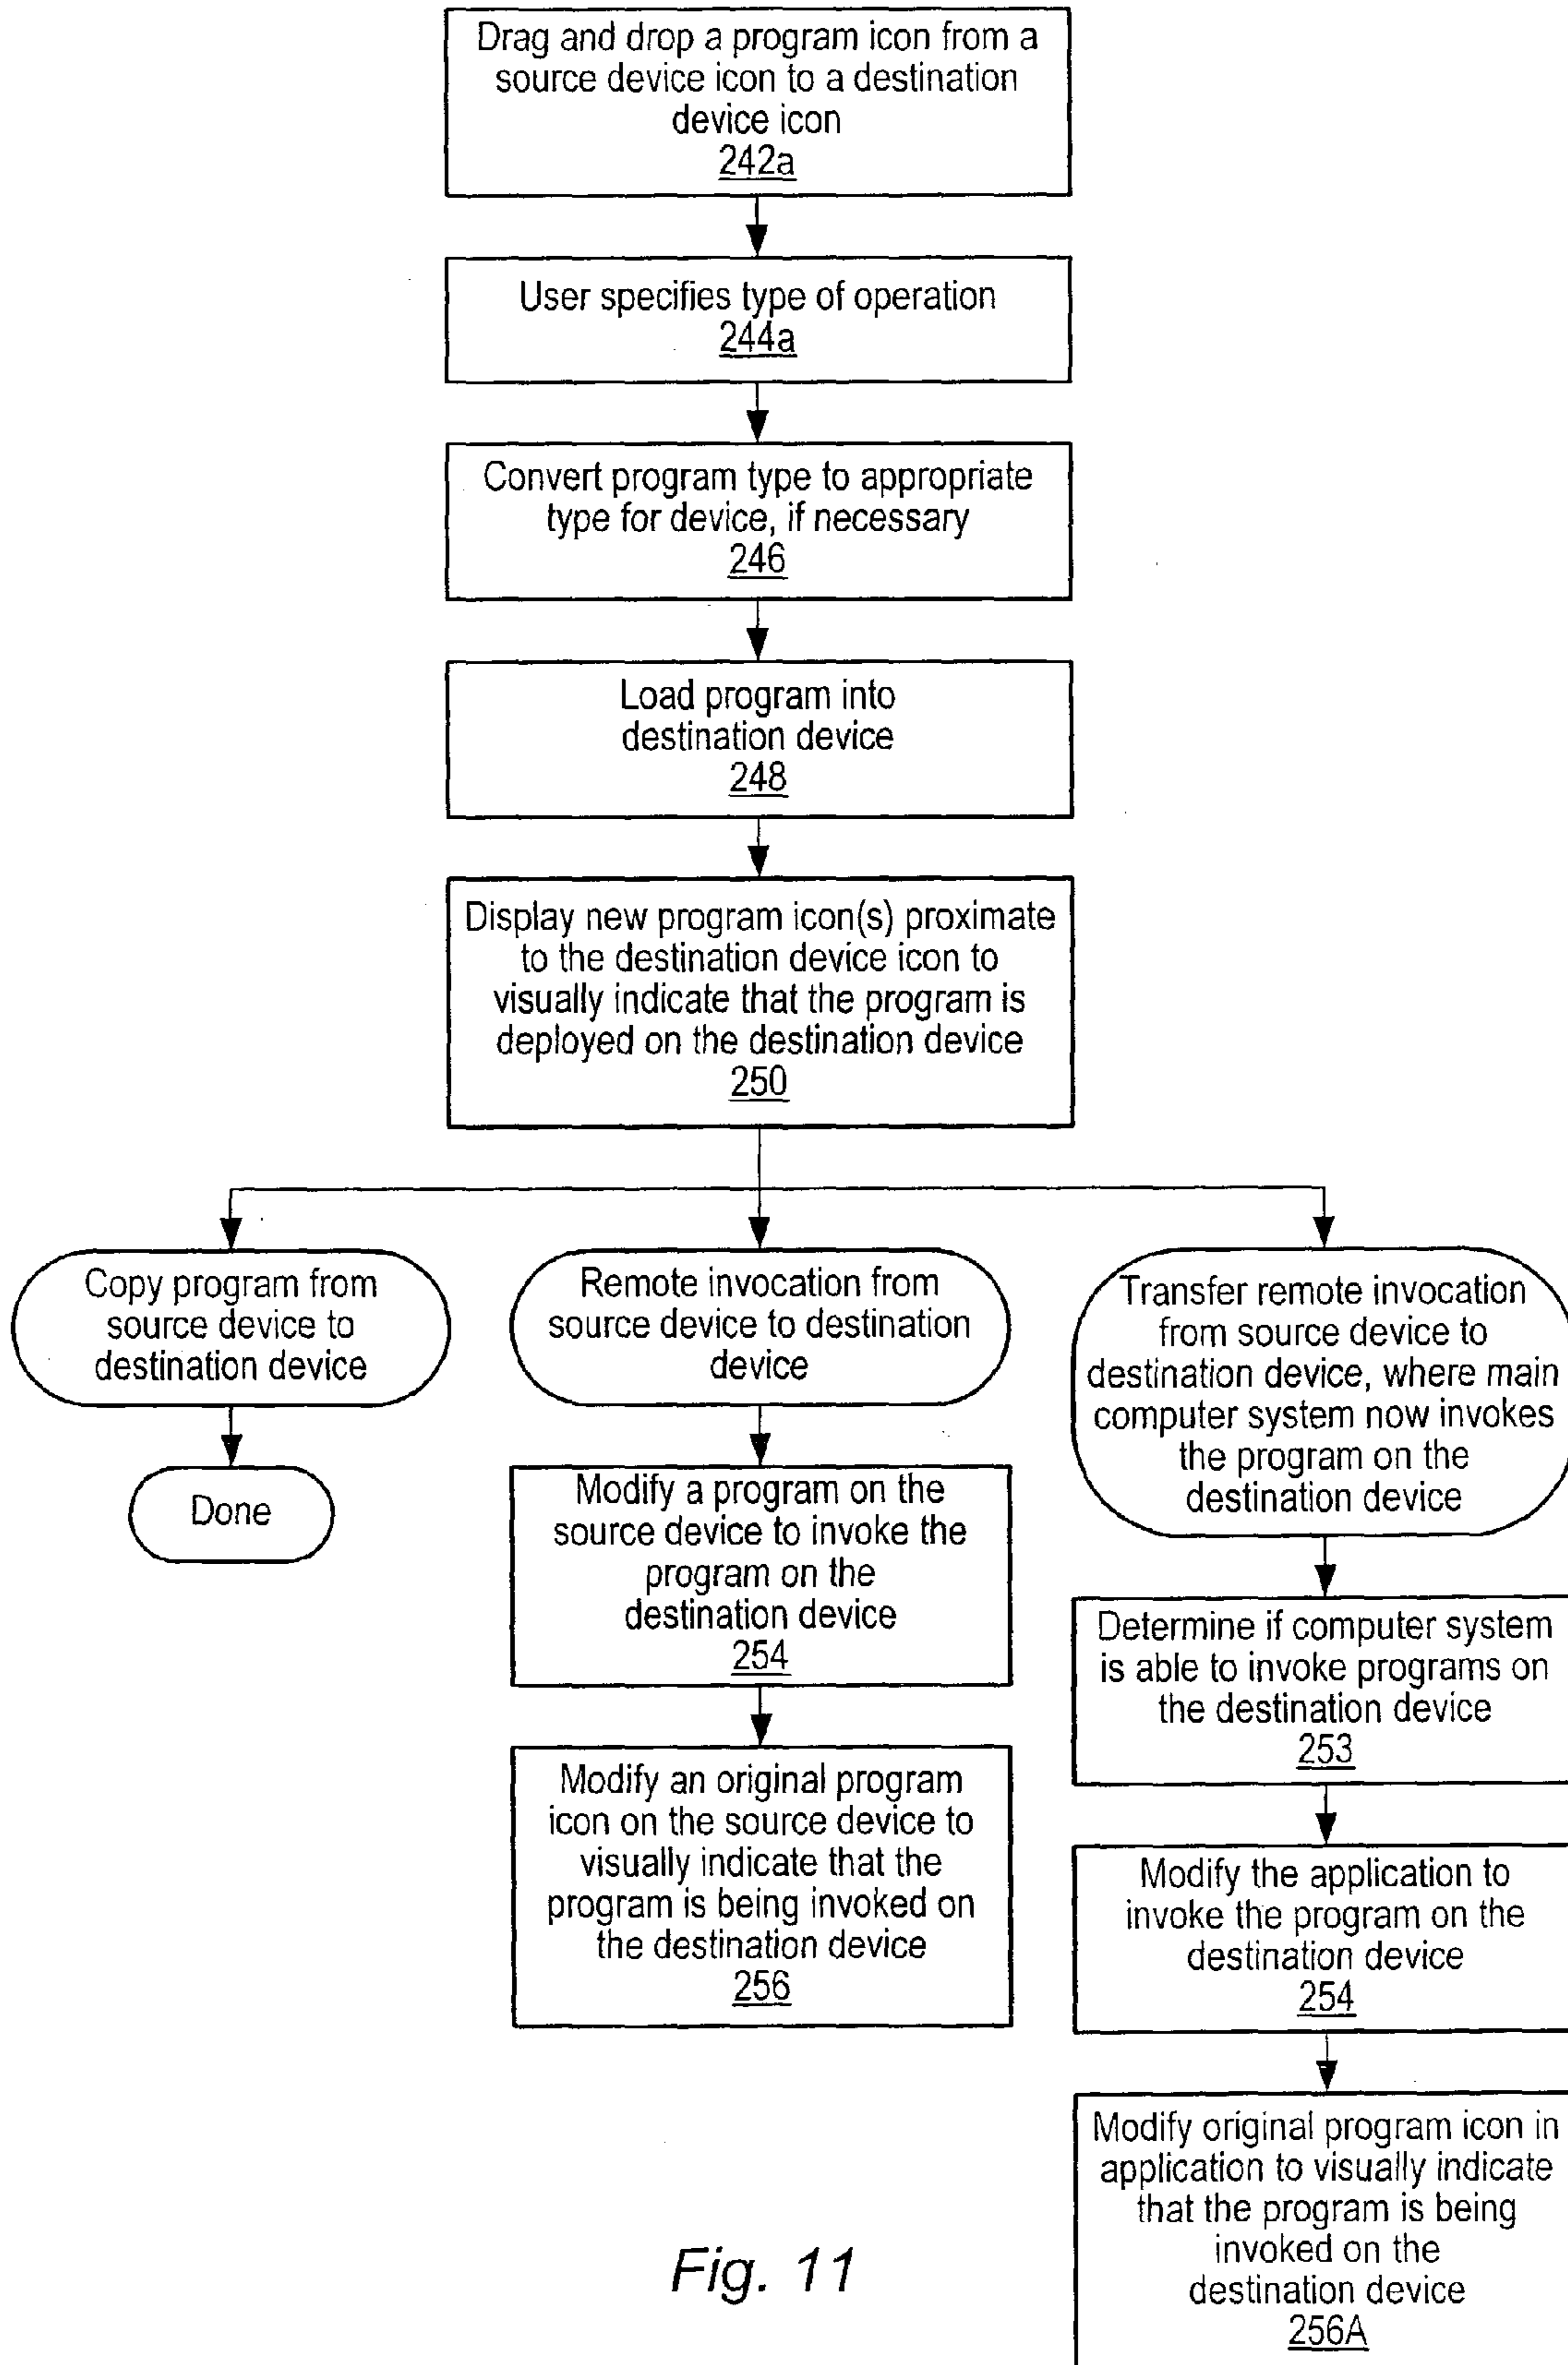 Drag and drop a program icon from a
source device icon to a destination
device icon
242a
User specifies type of operation
244a
Convert program type to appropriate
type for device, if necessary
246
Load program into
destination device
248
Display new program icon(s) proximate
to the destination device icon to
visually indicate that the program is
deployed on the destination device
250
Copy program from
source device to
destination device
Done
Remote invocation from
source device to destination
device
Modify a program on the
source device to invoke the
program on the
destination device
254
Modify an original program
icon on the source device to
visually indicate that the
program is being invoked on
the destination device
256
Transfer remote invocation
from source device to
destination device, where main
computer system now invokes
the program on the
destination device
Determine if computer system
is able to invoke programs on
the destination device
253
Modify the application to
invoke the program on the
destination device
254
Modify original program icon in
application to visually indicate
that the program is being
invoked on the
destination device
256A
Fig. 11